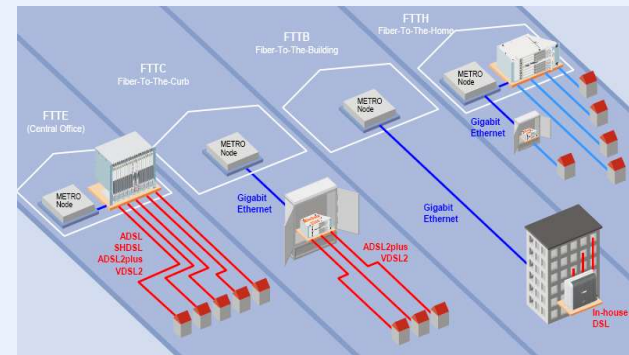 FTTE
(Central Office)
METRO
Node
ADSL
SHDSL
ADSL2plus
VDSL2
FTTC
Fiber-To-The-Curb
METRO
Node
Gigabit
Ethernet
ADSL2plus
VDSL2
FTTB
Fiber-To-The-Building
METRO
Node
Gigabit
Ethernet
In-house
DSL
FTTH
Fiber-To-The-Home
METRO
Node
Gigabit
Ethernet